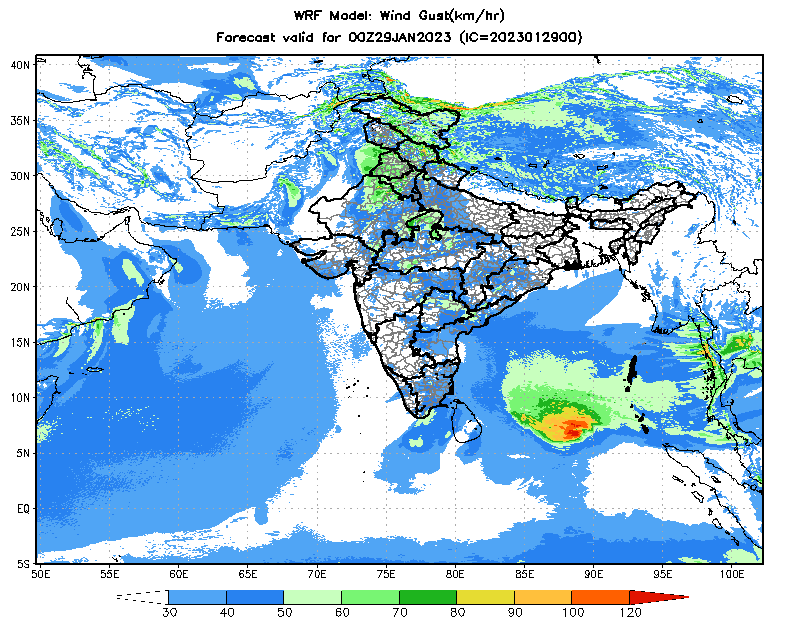 WRF Model: Wind Gust(km/hr)
Forecast valid for 00Z29JAN2023 (IC=2023012900)
40N
35N
30N
25N
20N
15N
10N
5N
EQ
5S
50E 55E 60E 65E 70E 75E 80E 85E 90E 95E 100E
30 40 50 60 70 80 90 100 120